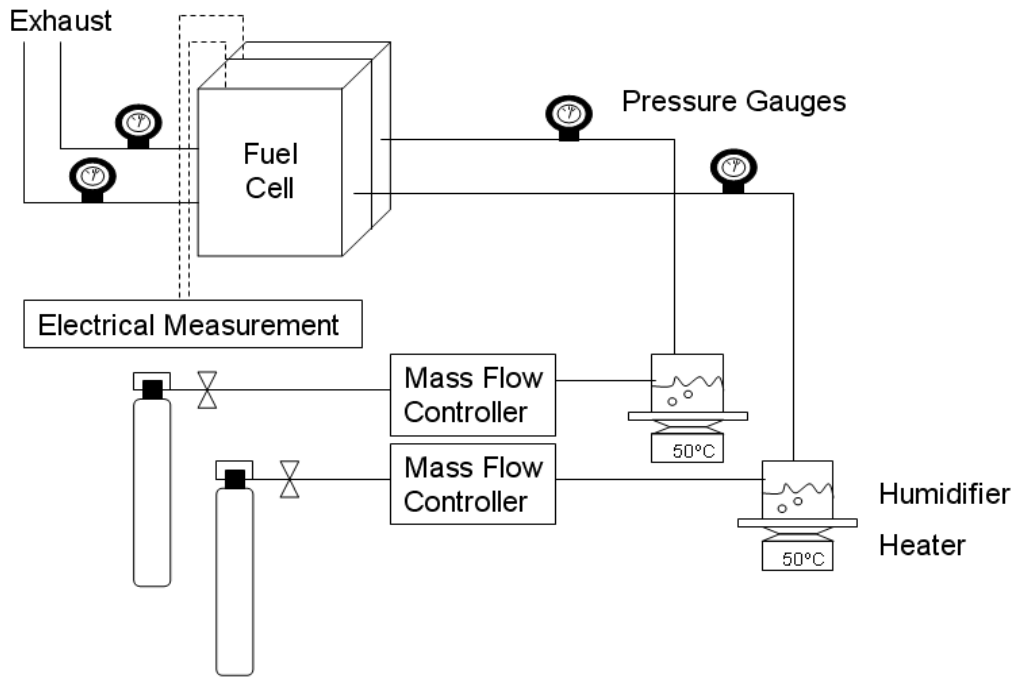 Exhaust
Pressure Gauges
Fuel
Cell
Electrical Measurement
Mass Flow
Controller
50°C
Mass Flow
Controller
Humidifier
Heater
50°C